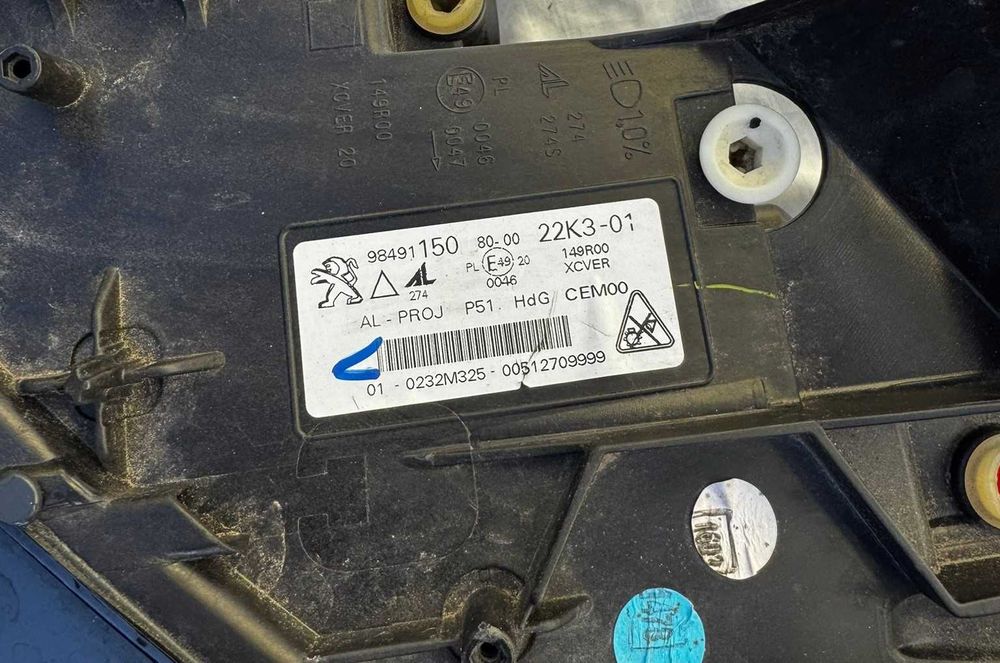 1,0%
274
274S
PL
E49
0046
0047
149R00
XCVER 20
98491150 80-00 22K3-01
274
PL E 49 20
0046
149R00
XCVER
AL-PROJ P51. HdG CEM00
01 - 0232M325 - 00512709999